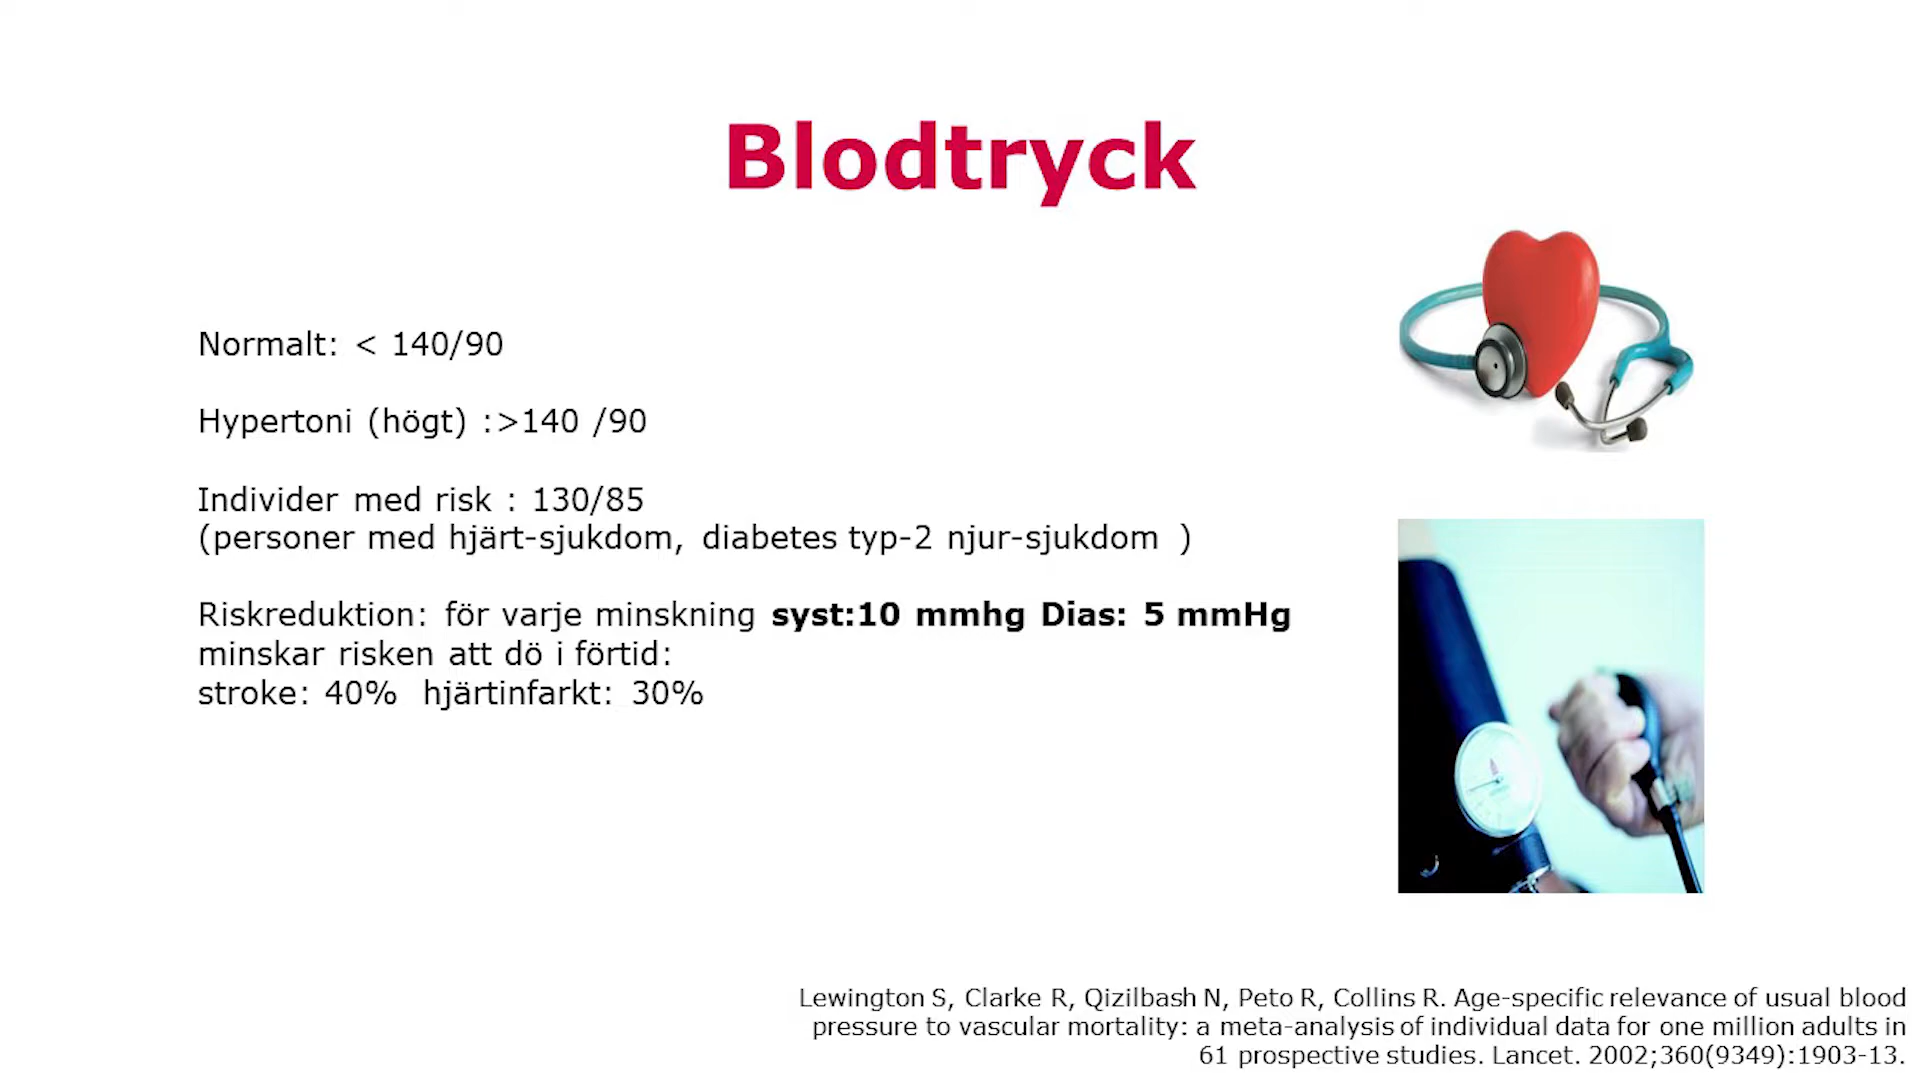 Blodtryck
Normalt: < 140/90
Hypertoni (högt) :>140 /90
Individer med risk : 130/85
(personer med hjärt-sjukdom, diabetes typ-2 njur-sjukdom )
Riskreduktion: för varje minskning syst:10 mmhg Dias: 5 mmHg
minskar risken att dö i förtid:
stroke: 40% hjärtinfarkt: 30%
Lewington S, Clarke R, Qizilbash N, Peto R, Collins R. Age-specific relevance of usual blood
pressure to vascular mortality: a meta-analysis of individual data for one million adults in
61 prospective studies. Lancet. 2002;360(9349):1903-13.